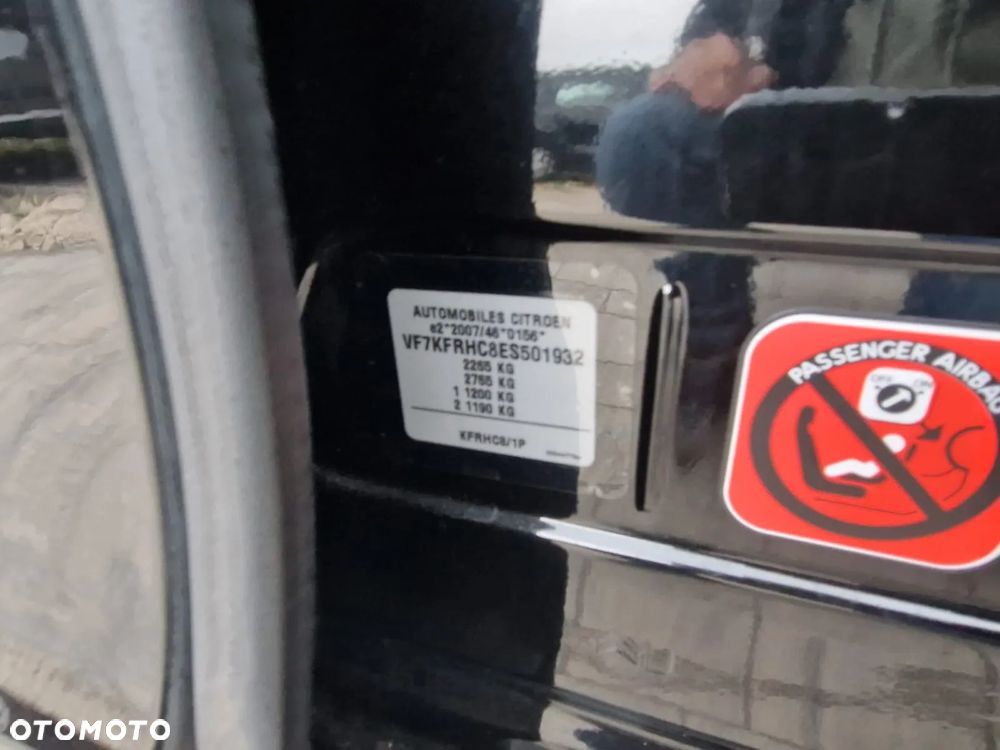 AUTOMOBILES CITROEN
e2*2007/46*0156*
VF7KFRHC8ES501932
2265 KG
2765 KG
1 1200 KG
2 1190 KG
KFRHC8/1P
PASSENGER AIRBAG
OFF ON
OTOMOTO